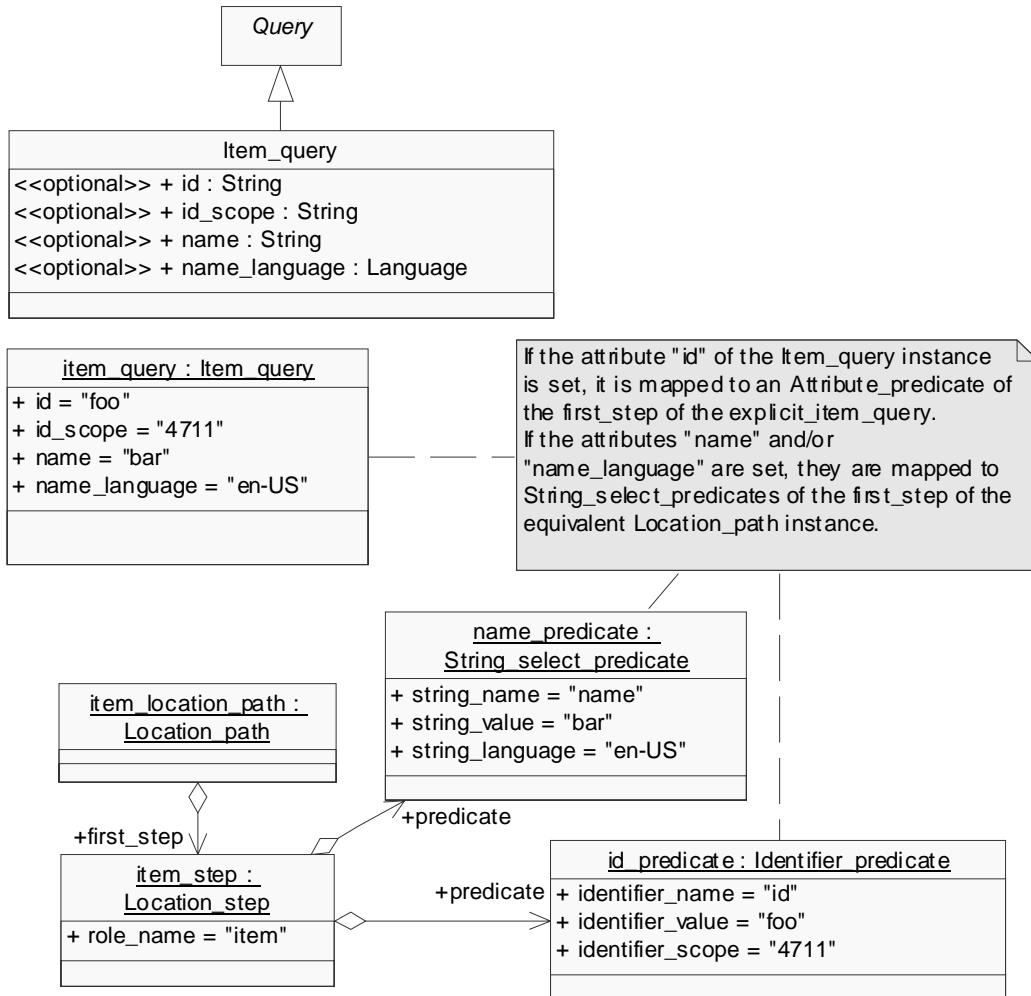 Query
Item_query
<<optional>> + id : String
<<optional>> + id_scope : String
<<optional>> + name : String
<<optional>> + name_language : Language
item_query : Item_query
+ id = "foo"
+ id_scope = "4711"
+ name = "bar"
+ name_language = "en-US"
If the attribute "id" of the Item_query instance
is set, it is mapped to an Attribute_predicate of
the first_step of the explicit_item_query.
If the attributes "name" and/or
"name_language" are set, they are mapped to
String_select_predicates of the first_step of the
equivalent Location_path instance.
name_predicate :
String_select_predicate
+ string_name = "name"
+ string_value = "bar"
+ string_language = "en-US"
item_location_path :
Location_path
+predicate
+first_step
item_step :
Location_step
+ role_name = "item"
+predicate
id_predicate : Identifier_predicate
+ identifier_name = "id"
+ identifier_value = "foo"
+ identifier_scope = "4711"